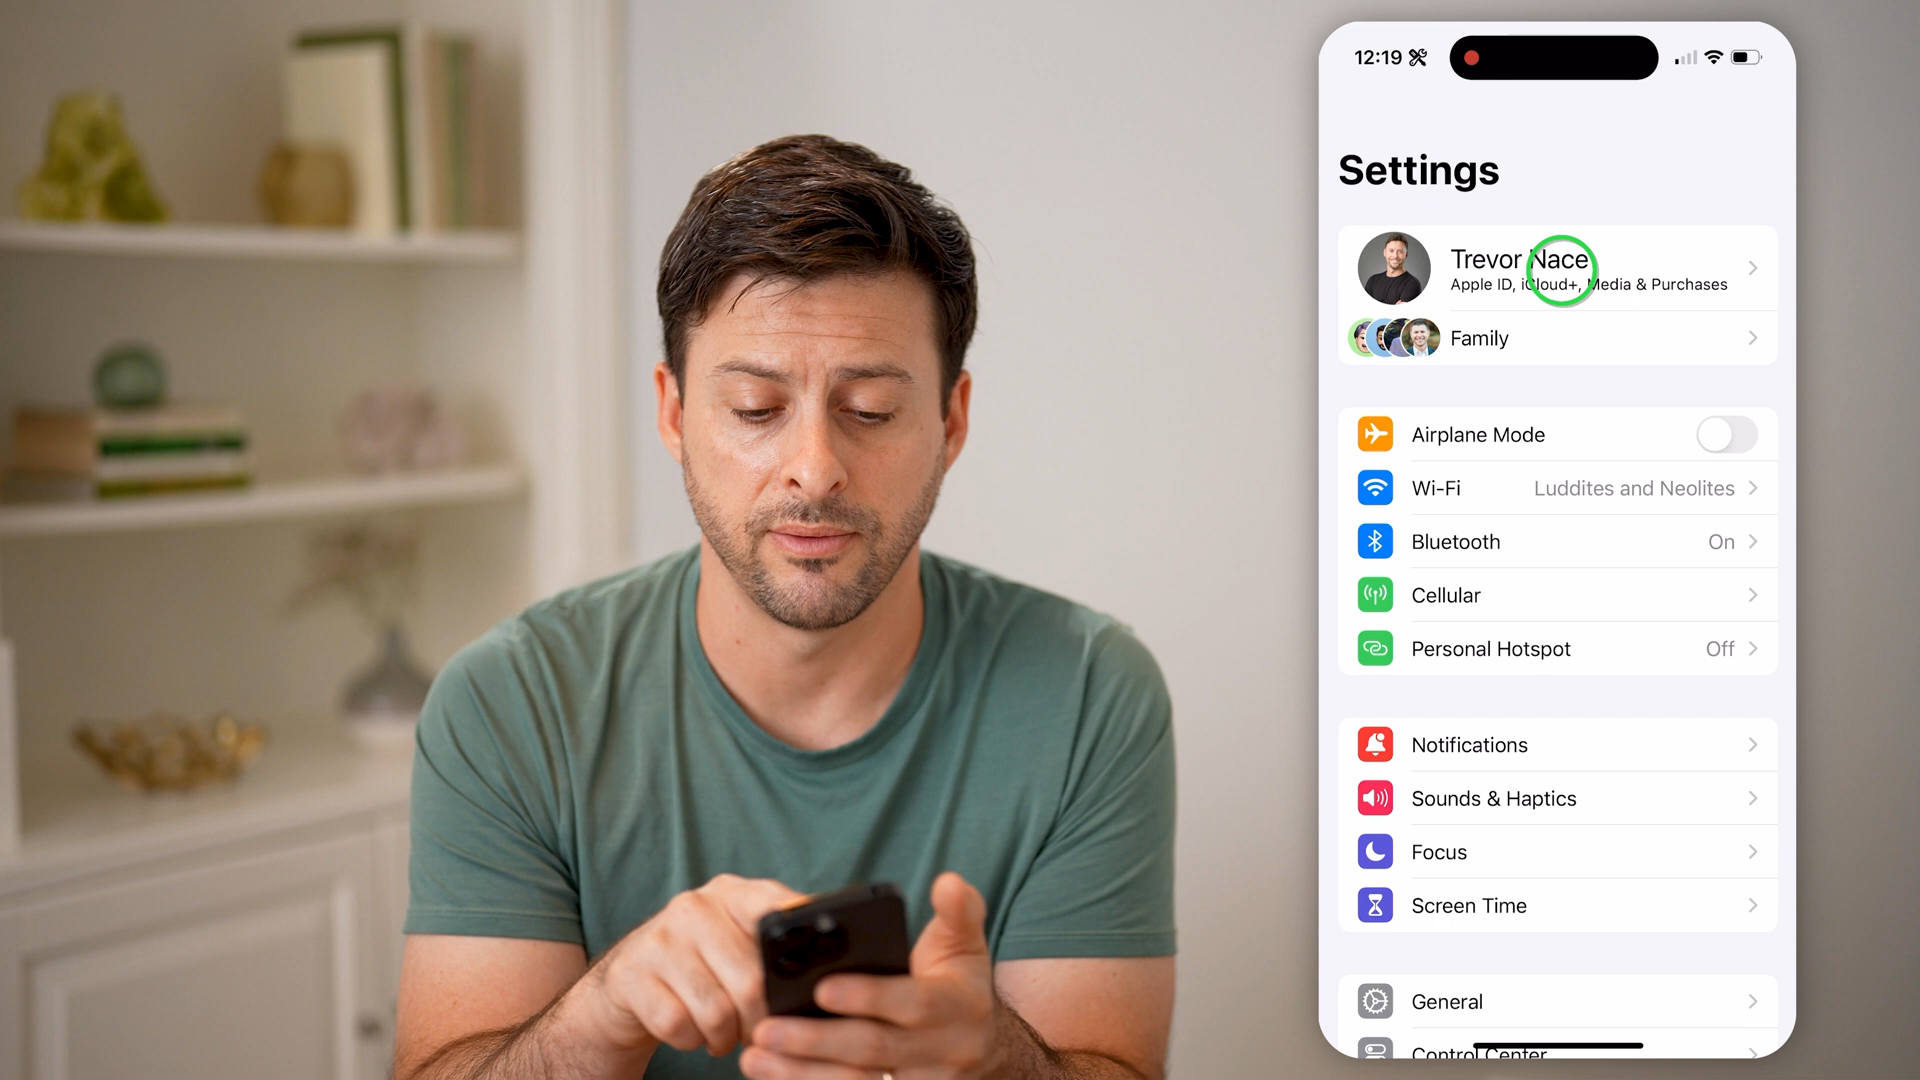 12:19
Settings
Trevor Nace
Apple ID, iCloud+, Media & Purchases
Family
Airplane Mode
Wi-Fi Luddites and Neolites
Bluetooth On
Cellular
Personal Hotspot Off
Notifications
Sounds & Haptics
Focus
Screen Time
General
Control Center